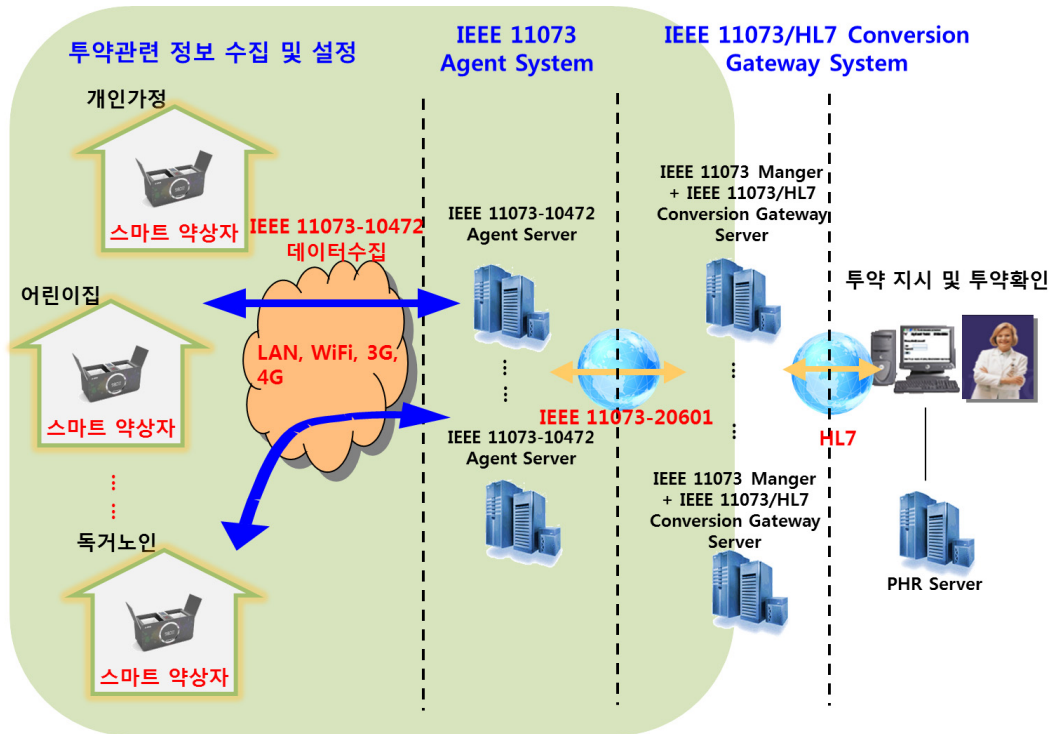 투약관련 정보 수집 및 설정
IEEE 11073
Agent System
IEEE 11073/HL7 Conversion
Gateway System
개인가정
스마트 약상자
어린이집
스마트 약상자
독거노인
스마트 약상자
IEEE 11073-10472
데이터수집
LAN, WiFi, 3G,
4G
IEEE 11073-10472
Agent Server
IEEE 11073-10472
Agent Server
IEEE 11073-20601
IEEE 11073 Manger
+ IEEE 11073/HL7
Conversion Gateway
Server
IEEE 11073 Manger
+ IEEE 11073/HL7
Conversion Gateway
Server
HL7
투약 지시 및 투약확인
PHR Server